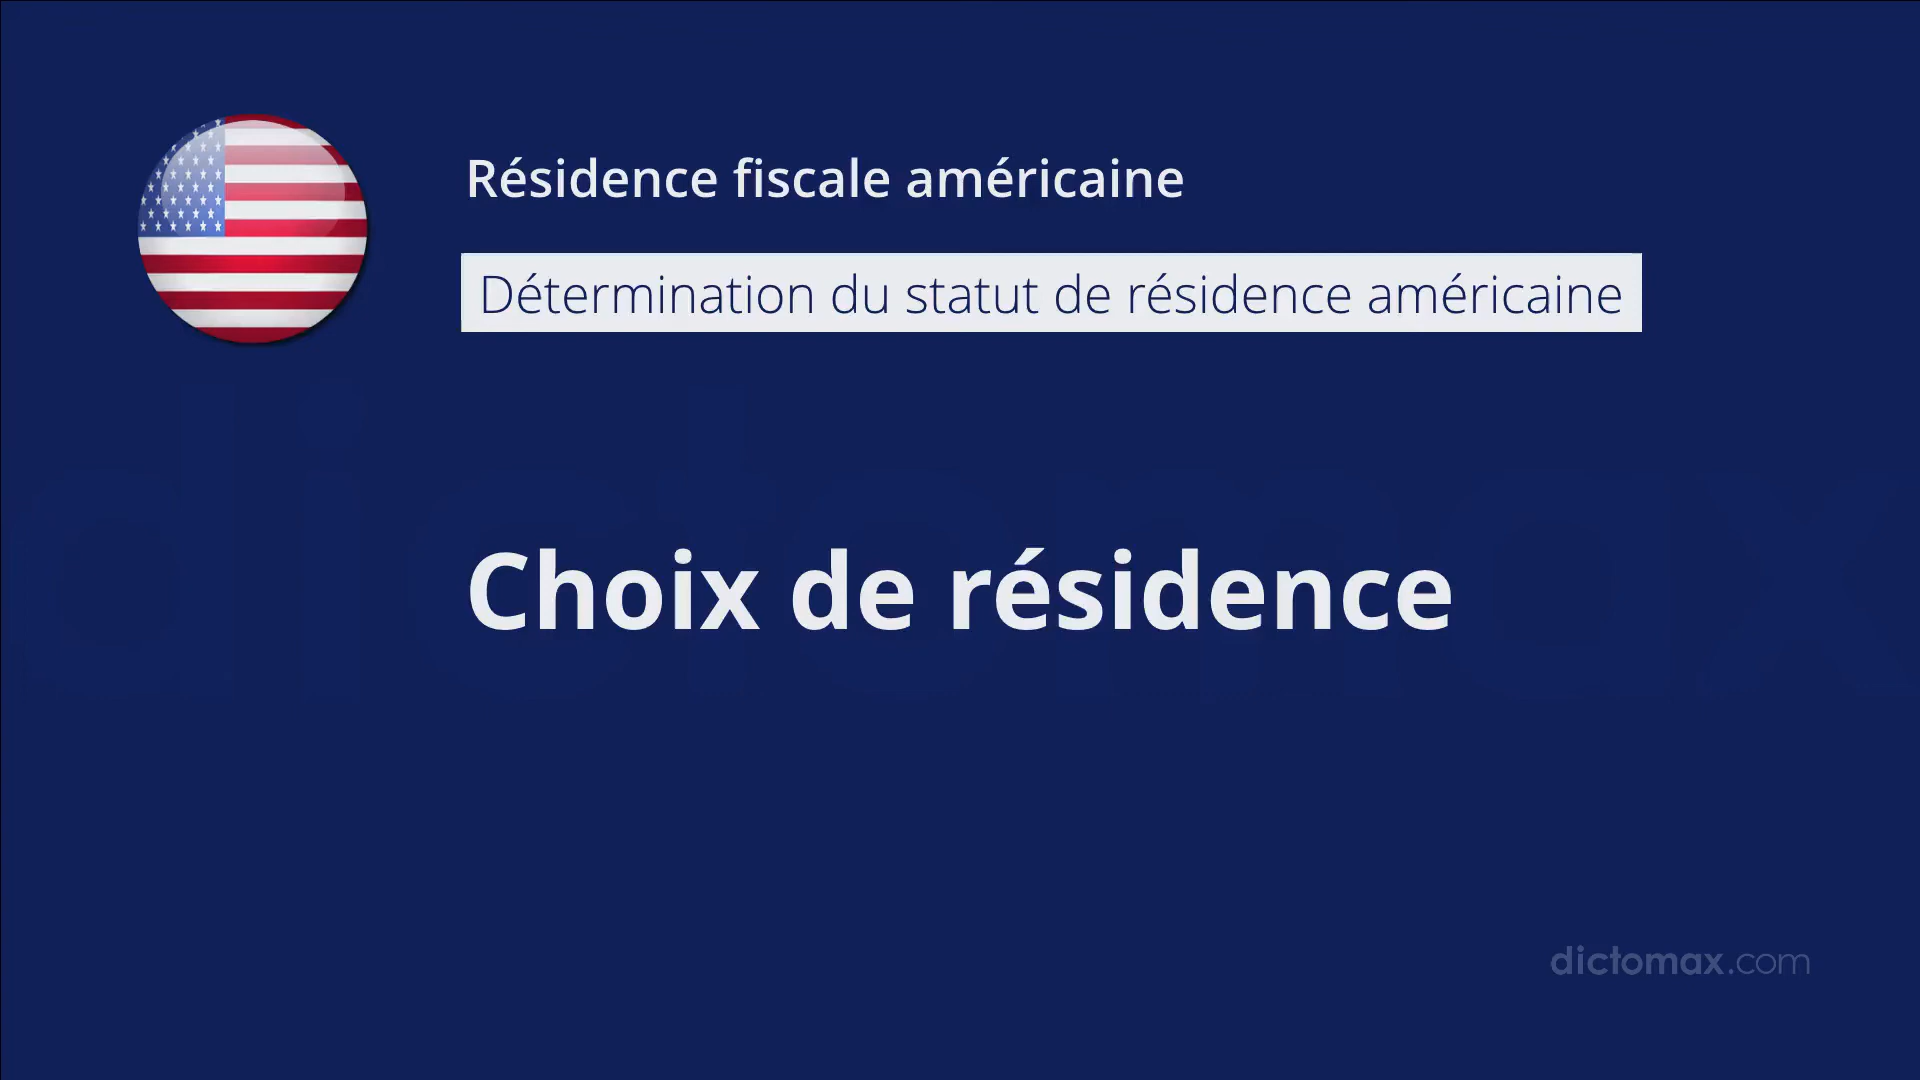 Résidence fiscale américaine
Détermination du statut de résidence américaine
Choix de résidence
dictomax.com